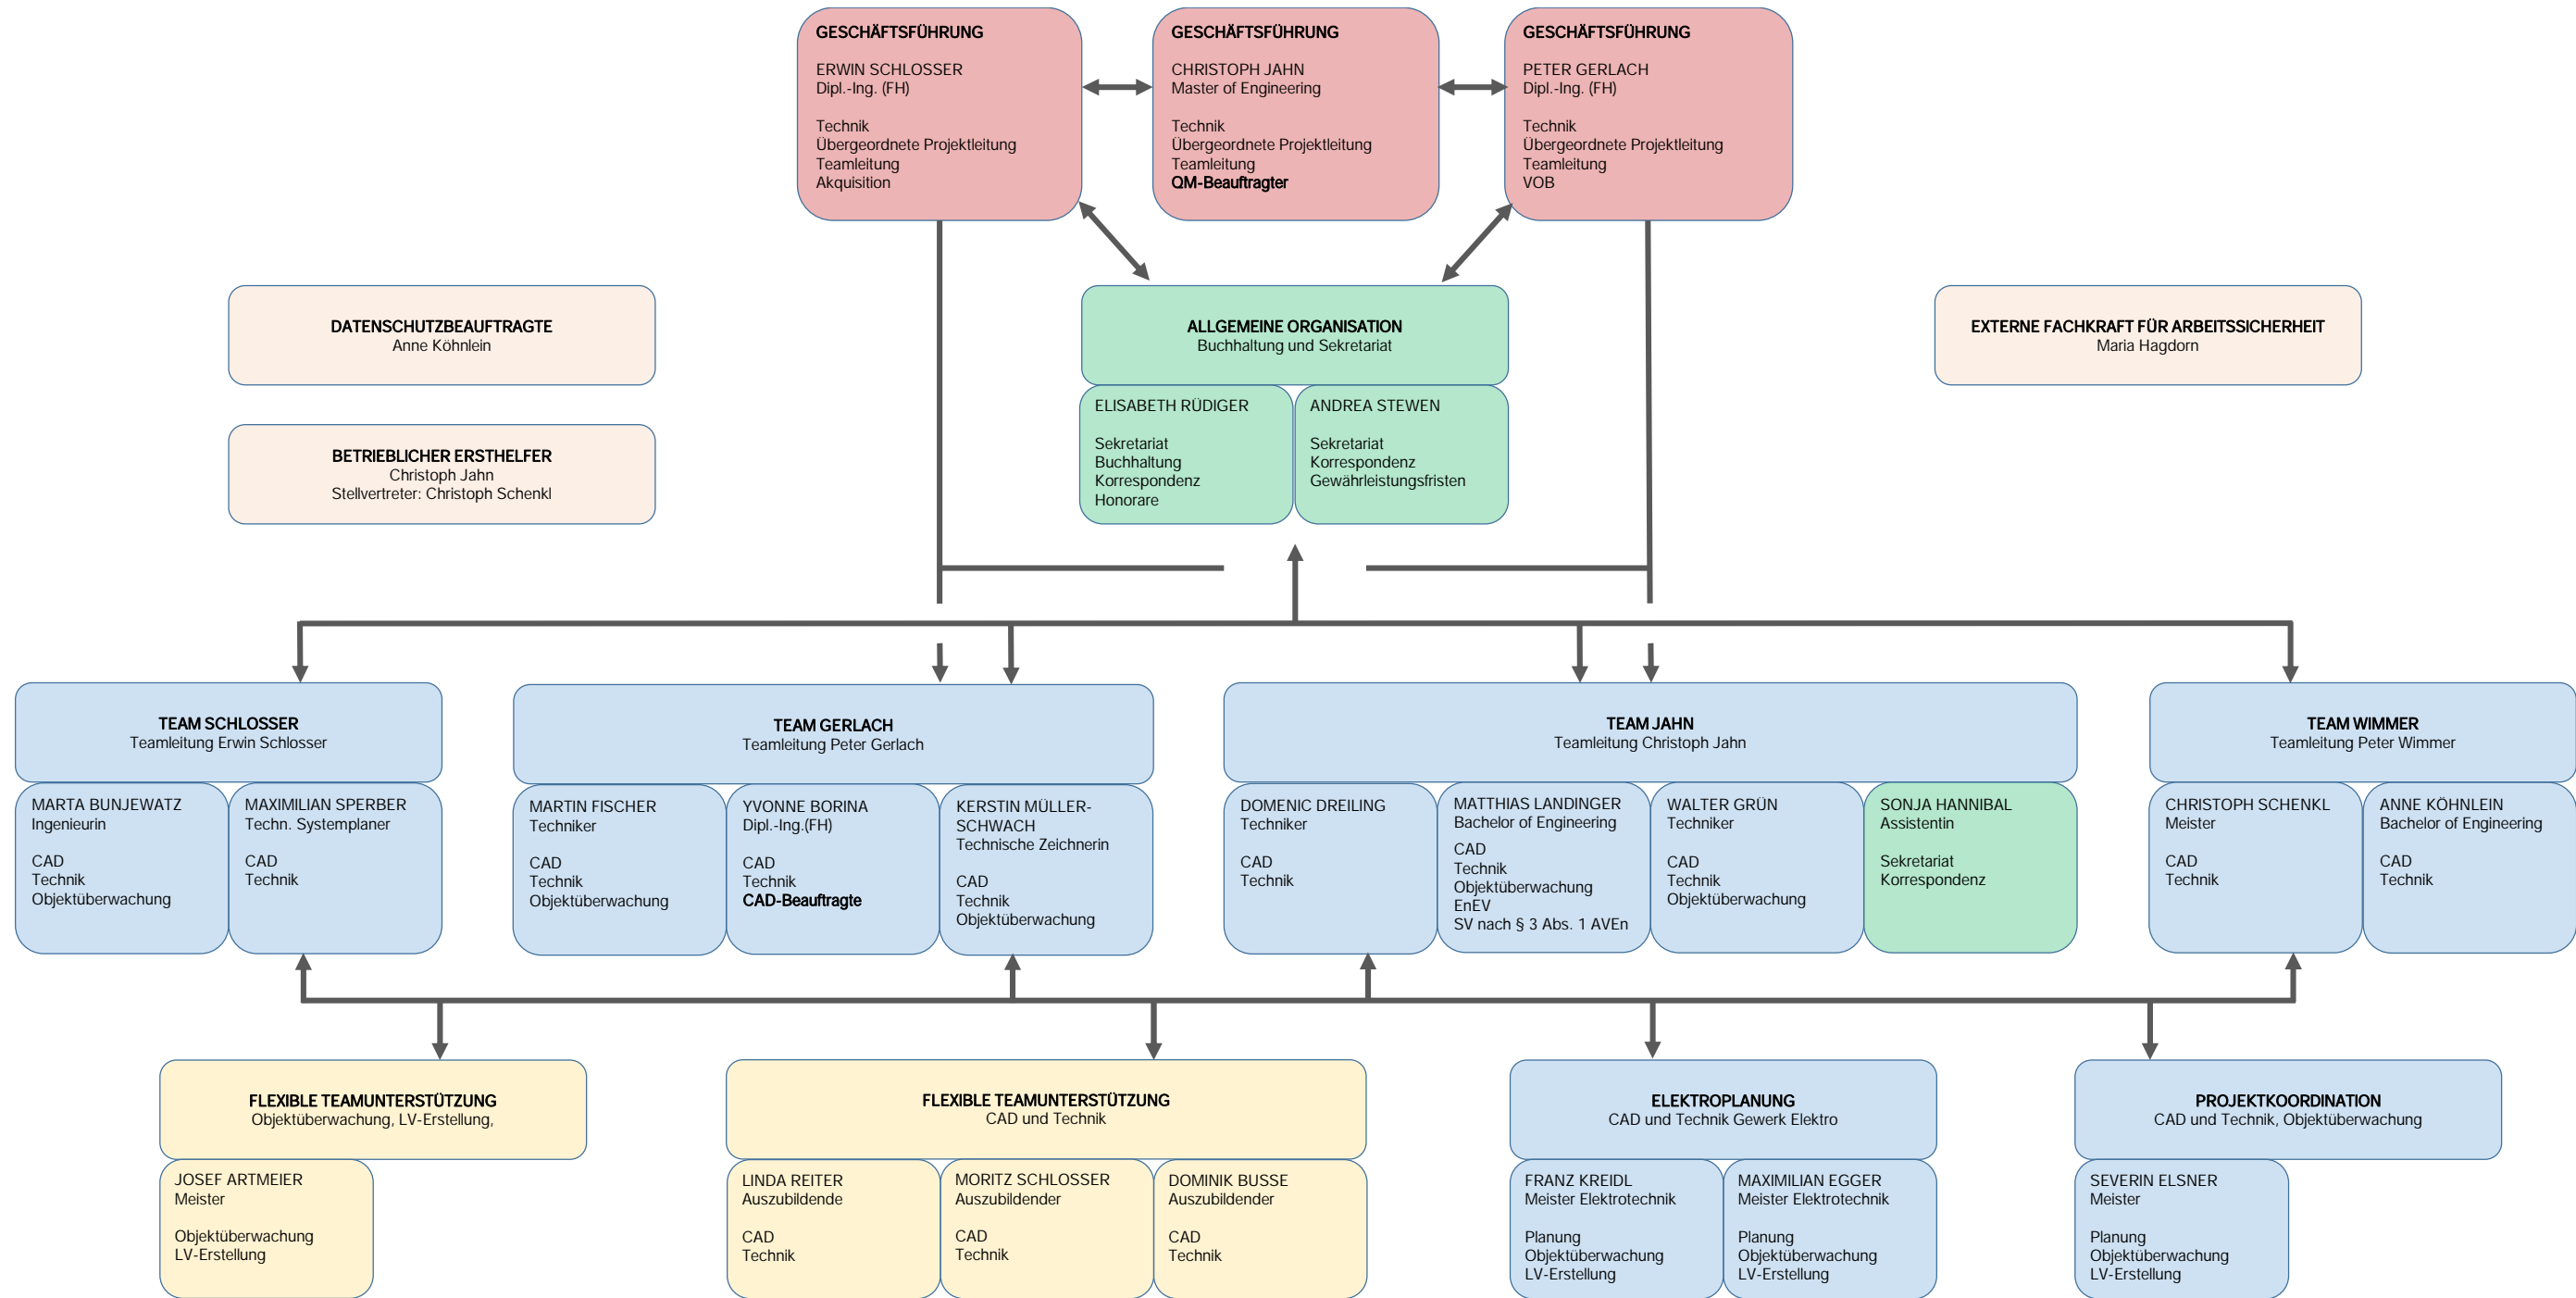 GESCHÄFTSFÜHRUNG
ERWIN SCHLOSSER
Dipl.-Ing. (FH)
Technik
Übergeordnete Projektleitung
Teamleitung
Akquisition
GESCHÄFTSFÜHRUNG
CHRISTOPH JAHN
Master of Engineering
Technik
Übergeordnete Projektleitung
Teamleitung
QM-Beauftragter
GESCHÄFTSFÜHRUNG
PETER GERLACH
Dipl.-Ing. (FH)
Technik
Übergeordnete Projektleitung
Teamleitung
VOB
DATENSCHUTZBEAUFTRAGTE
Anne Köhnlein
BETRIEBLICHER ERSTHELFER
Christoph Jahn
Stellvertreter: Christoph Schenkl
ALLGEMEINE ORGANISATION
Buchhaltung und Sekretariat
ELISABETH RÜDIGER
Sekretariat
Buchhaltung
Korrespondenz
Honorare
ANDREA STEWEN
Sekretariat
Korrespondenz
Gewährleistungsfristen
EXTERNE FACHKRAFT FÜR ARBEITSSICHERHEIT
Maria Hagdorn
TEAM SCHLOSSER
Teamleitung Erwin Schlosser
MARTA BUNJEWATZ
Ingenieurin
CAD
Technik
Objektüberwachung
MAXIMILIAN SPERBER
Techn. Systemplaner
CAD
Technik
TEAM GERLACH
Teamleitung Peter Gerlach
MARTIN FISCHER
Techniker
CAD
Technik
Objektüberwachung
YVONNE BORINA
Dipl.-Ing.(FH)
CAD
Technik
CAD-Beauftragte
KERSTIN MÜLLER-
SCHWACH
Technische Zeichnerin
CAD
Technik
Objektüberwachung
TEAM JAHN
Teamleitung Christoph Jahn
DOMENIC DREILING
Techniker
CAD
Technik
MATTHIAS LANDINGER
Bachelor of Engineering
CAD
Technik
Objektüberwachung
EnEV
SV nach § 3 Abs. 1 AVEn
WALTER GRÜN
Techniker
CAD
Technik
Objektüberwachung
SONJA HANNIBAL
Assistentin
Sekretariat
Korrespondenz
TEAM WIMMER
Teamleitung Peter Wimmer
CHRISTOPH SCHENKL
Meister
CAD
Technik
ANNE KÖHNLEIN
Bachelor of Engineering
CAD
Technik
FLEXIBLE TEAMUNTERSTÜTZUNG
Objektüberwachung, LV-Erstellung,
JOSEF ARTMEIER
Meister
Objektüberwachung
LV-Erstellung
FLEXIBLE TEAMUNTERSTÜTZUNG
CAD und Technik
LINDA REITER
Auszubildende
CAD
Technik
MORITZ SCHLOSSER
Auszubildender
CAD
Technik
DOMINIK BUSSE
Auszubildender
CAD
Technik
ELEKTROPLANUNG
CAD und Technik Gewerk Elektro
FRANZ KREIDL
Meister Elektrotechnik
Planung
Objektüberwachung
LV-Erstellung
MAXIMILIAN EGGER
Meister Elektrotechnik
Planung
Objektüberwachung
LV-Erstellung
PROJEKTKOORDINATION
CAD und Technik, Objektüberwachung
SEVERIN ELSNER
Meister
Planung
Objektüberwachung
LV-Erstellung